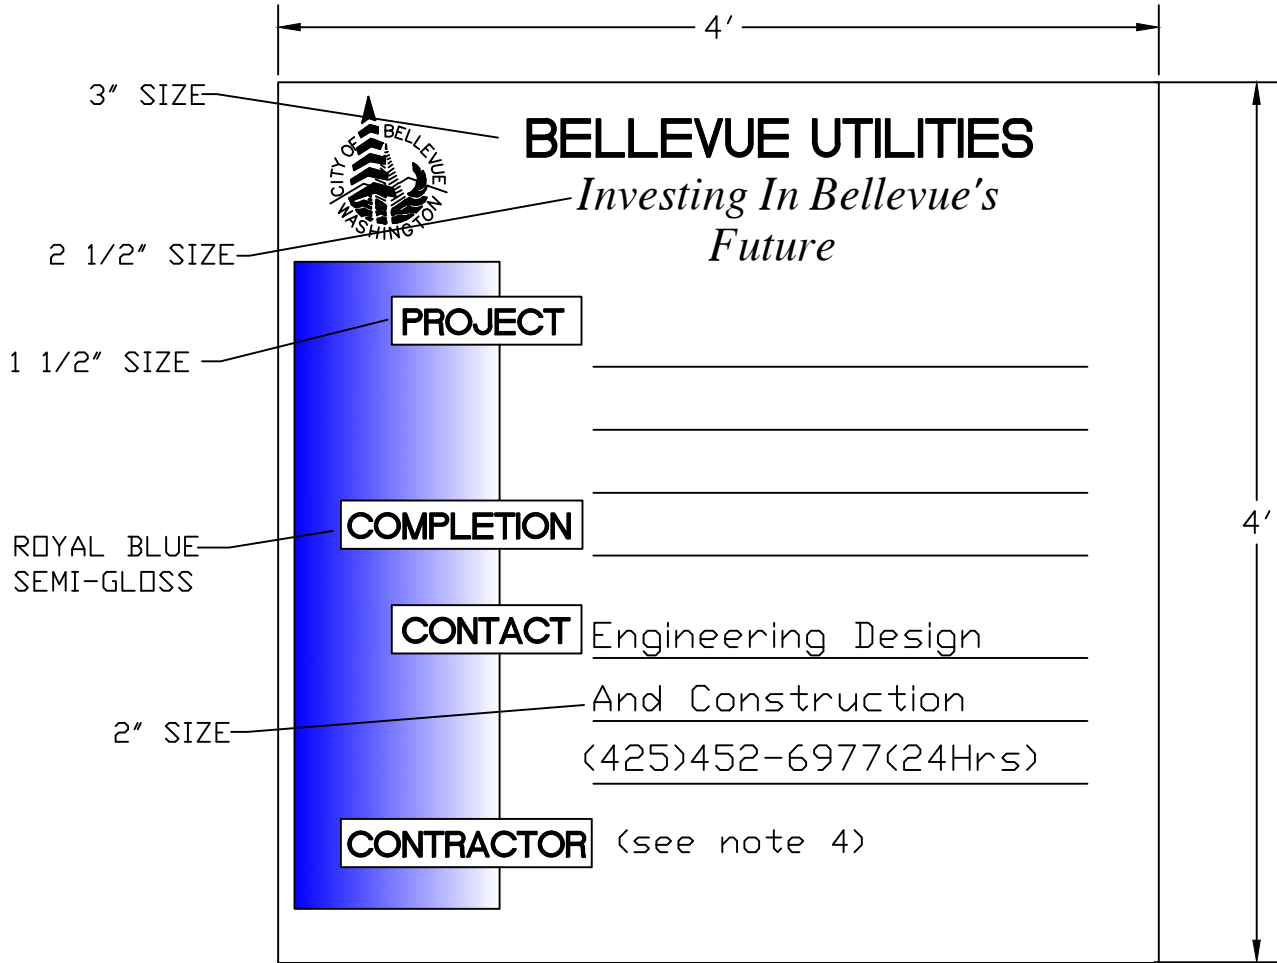 4'
3" SIZE
BELLEVUE UTILITIES
CITY OF BELLEVUE
WASHINGTON
Investing In Bellevue's
Future
2 1/2" SIZE
PROJECT
1 1/2" SIZE
COMPLETION
4'
ROYAL BLUE
SEMI-GLOSS
CONTACT Engineering Design
And Construction
2" SIZE
(425)452-6977(24Hrs)
CONTRACTOR (see note 4)